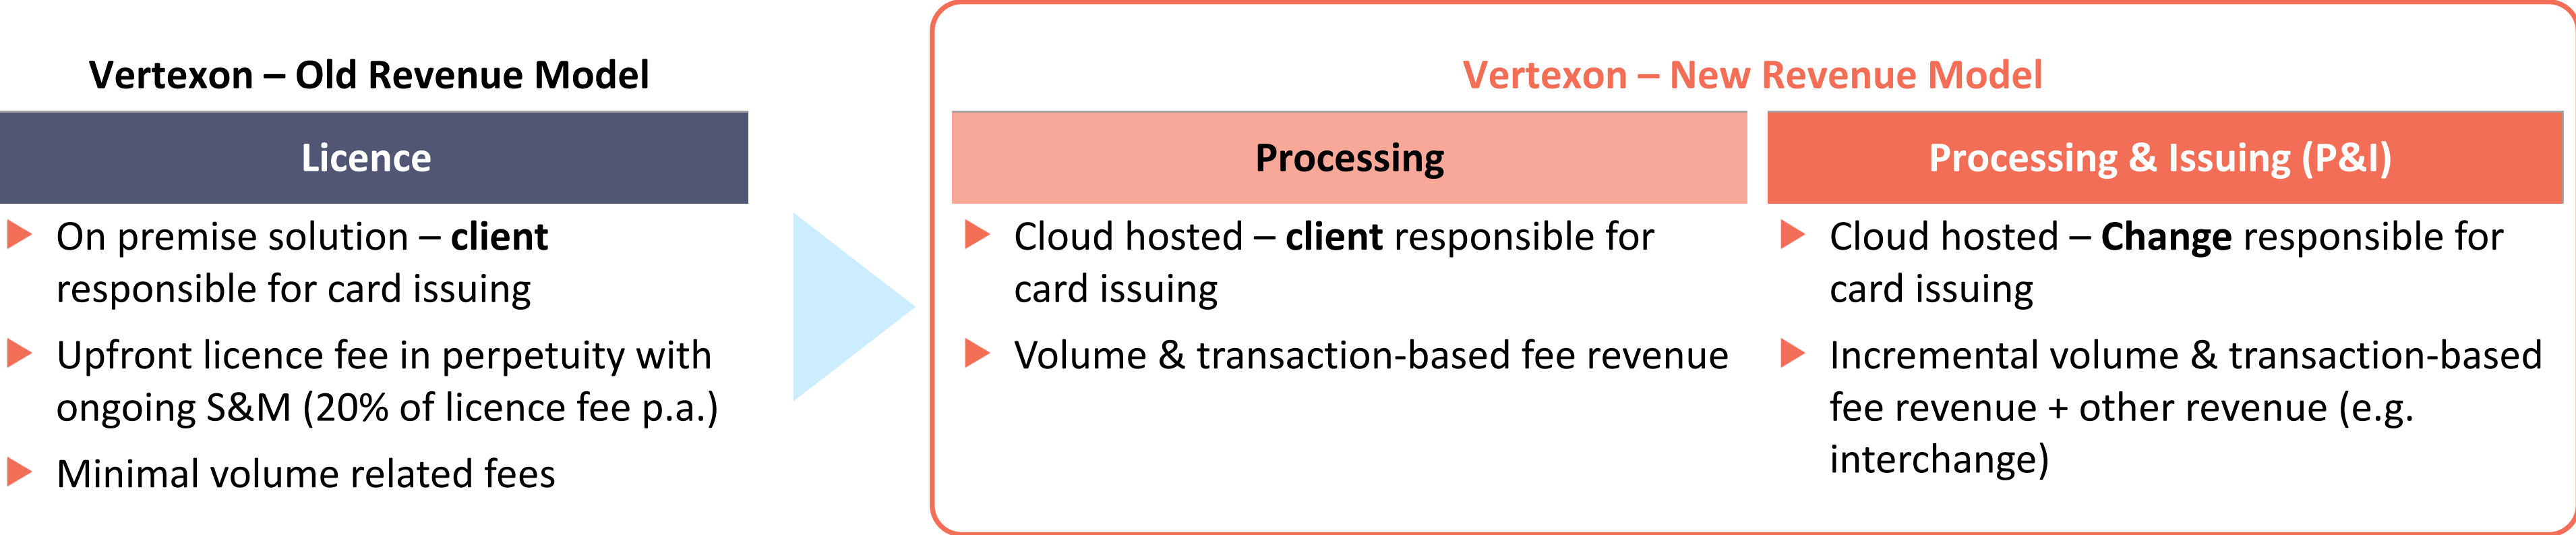 Vertexon – Old Revenue Model
Licence
On premise solution – client
responsible for card issuing
Upfront licence fee in perpetuity with
ongoing S&M (20% of licence fee p.a.)
Minimal volume related fees
Vertexon – New Revenue Model
Processing
Cloud hosted – client responsible for
card issuing
Volume & transaction-based fee revenue
Processing & Issuing (P&I)
Cloud hosted – Change responsible for
card issuing
Incremental volume & transaction-based
fee revenue + other revenue (e.g.
interchange)